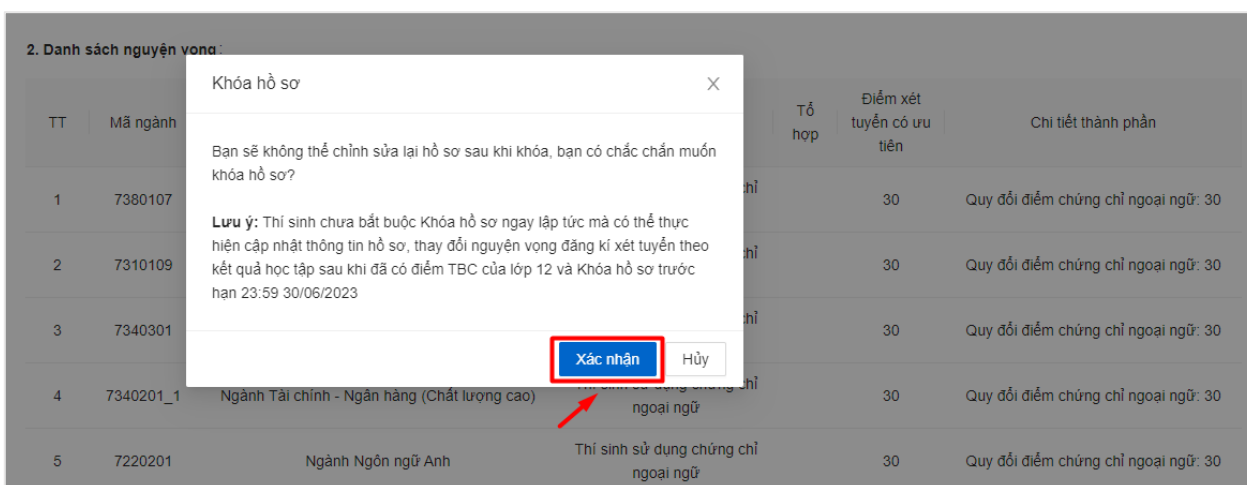 2. Danh sách nguyện vọng:
Khóa hồ sơ
X
TT
Mã ngành
Tổ
hợp
Điểm xét
tuyển có ưu
tiên
Chi tiết thành phần
Bạn sẽ không thể chỉnh sửa lại hồ sơ sau khi khóa, bạn có chắc chắn muốn
khóa hồ sơ?
Lưu ý: Thí sinh chưa bắt buộc Khóa hồ sơ ngay lập tức mà có thể thực
hiện cập nhật thông tin hồ sơ, thay đổi nguyện vọng đăng kí xét tuyển theo
kết quả học tập sau khi đã có điểm TBC của lớp 12 và Khóa hồ sơ trước
hạn 23:59 30/06/2023
Xác nhận
Hủy
1 7380107 chỉ 30 Quy đổi điểm chứng chỉ ngoại ngữ: 30
2 7310109 chỉ 30 Quy đổi điểm chứng chỉ ngoại ngữ: 30
3 7340301 chỉ 30 Quy đổi điểm chứng chỉ ngoại ngữ: 30
4 7340201_1 Ngành Tài chính - Ngân hàng (Chất lượng cao) Thí sinh sử dụng chứng chỉ
ngoại ngữ 30 Quy đổi điểm chứng chỉ ngoại ngữ: 30
5 7220201 Ngành Ngôn ngữ Anh Thí sinh sử dụng chứng chỉ
ngoại ngữ 30 Quy đổi điểm chứng chỉ ngoại ngữ: 30